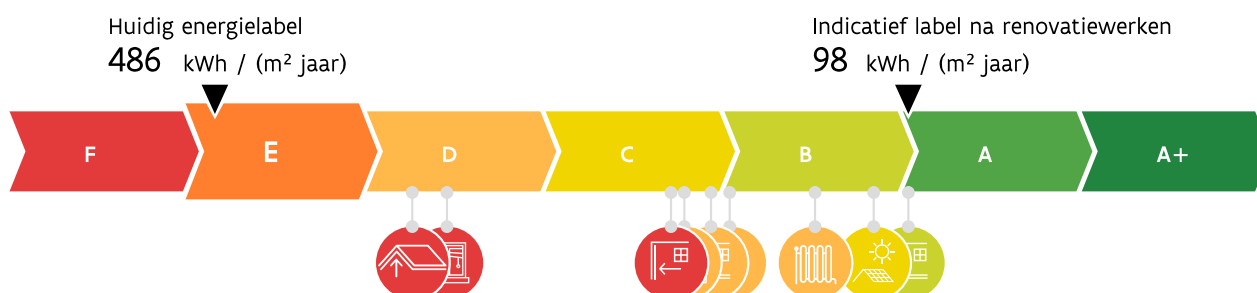 Huidig energielabel
486 kWh / (m² jaar)
Indicatief label na renovatiewerken
98 kWh / (m² jaar)
F E D C B A A+